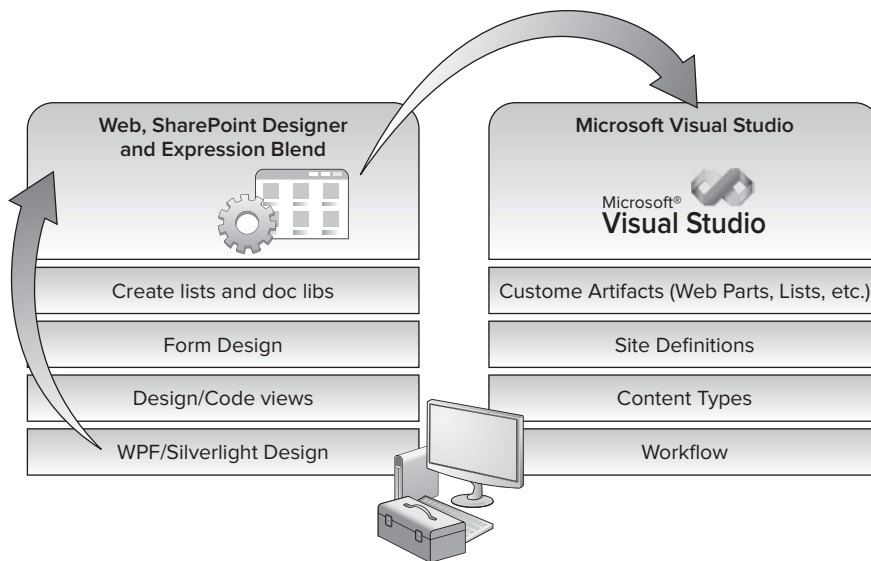 Web, SharePoint Designer
and Expression Blend
Create lists and doc libs
Form Design
Design/Code views
WPF/Silverlight Design
Microsoft Visual Studio
Microsoft®
Visual Studio
Custome Artifacts (Web Parts, Lists, etc.)
Site Definitions
Content Types
Workflow